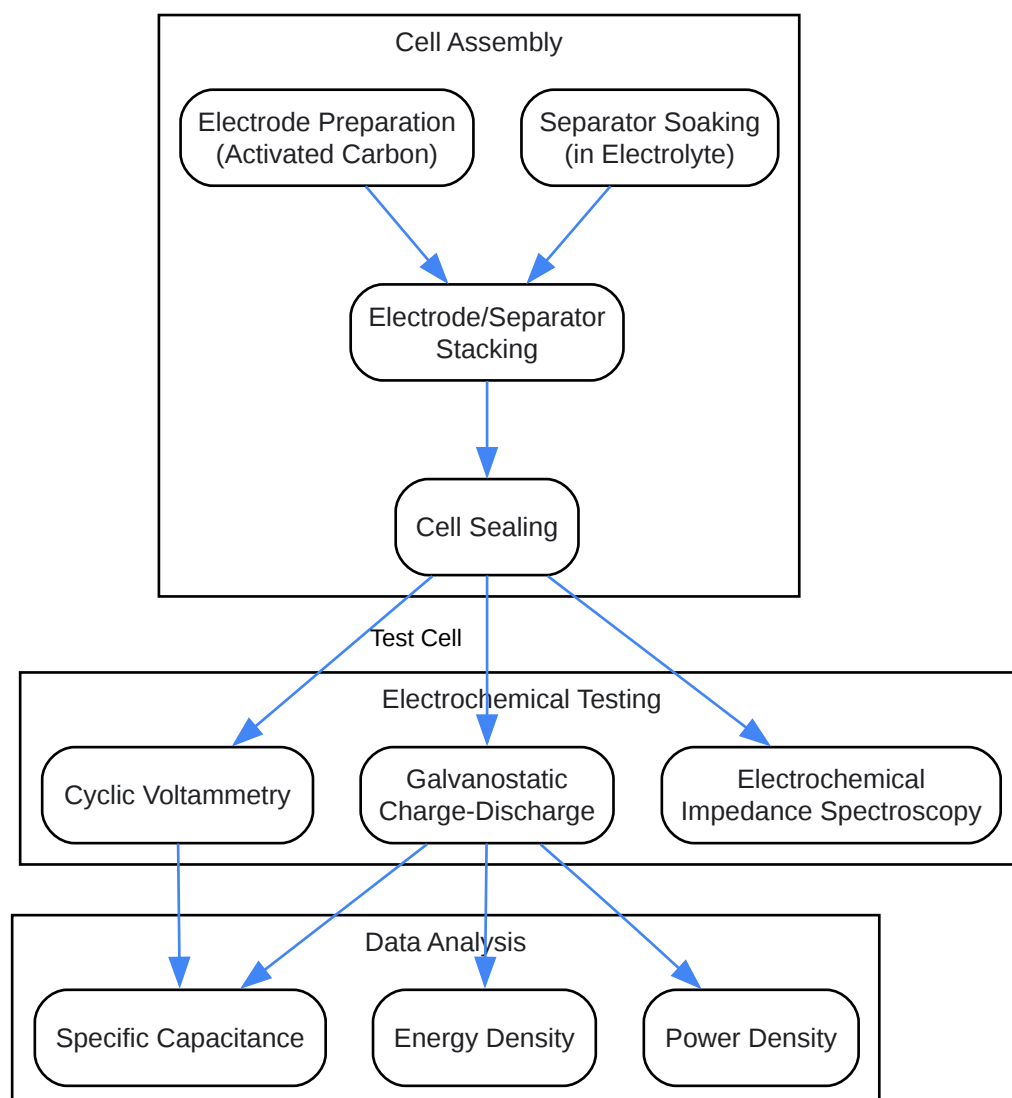 Cell Assembly
Electrode Preparation
(Activated Carbon)
Separator Soaking
(in Electrolyte)
Electrode/Separator
Stacking
Cell Sealing
Test Cell
Electrochemical Testing
Cyclic Voltammetry
Galvanostatic
Charge-Discharge
Electrochemical
Impedance Spectroscopy
Data Analysis
Specific Capacitance
Energy Density
Power Density